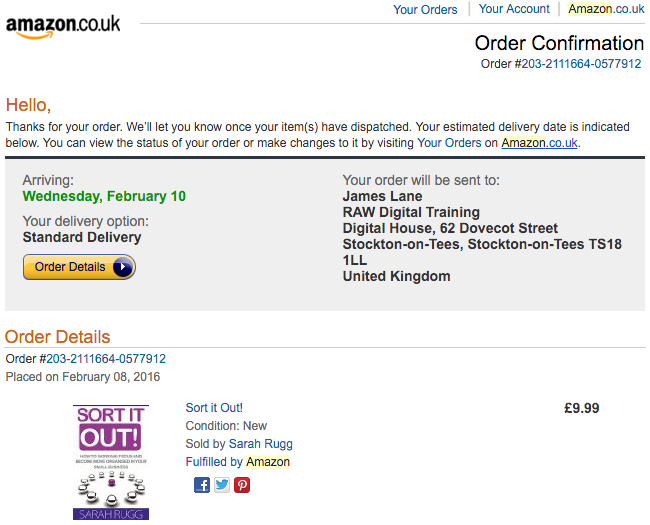 Your Orders | Your Account | Amazon.co.uk
amazon.co.uk
Order Confirmation
Order #203-2111664-0577912
Hello,
Thanks for your order. We'll let you know once your item(s) have dispatched. Your estimated delivery date is indicated
below. You can view the status of your order or make changes to it by visiting Your Orders on Amazon.co.uk.
Arriving:
Wednesday, February 10
Your delivery option:
Standard Delivery
Order Details
Your order will be sent to:
James Lane
RAW Digital Training
Digital House, 62 Dovecot Street
Stockton-on-Tees, Stockton-on-Tees TS18
1LL
United Kingdom
Order Details
Order #203-2111664-0577912
Placed on February 08, 2016
SORT IT
OUT!
HOW TO INCREASE FOCUS AND
BECOME MORE ORGANISED IN YOUR
SMALL BUSINESS
SARAH RUGG
Sort it Out!
Condition: New
Sold by Sarah Rugg
Fulfilled by Amazon
£9.99